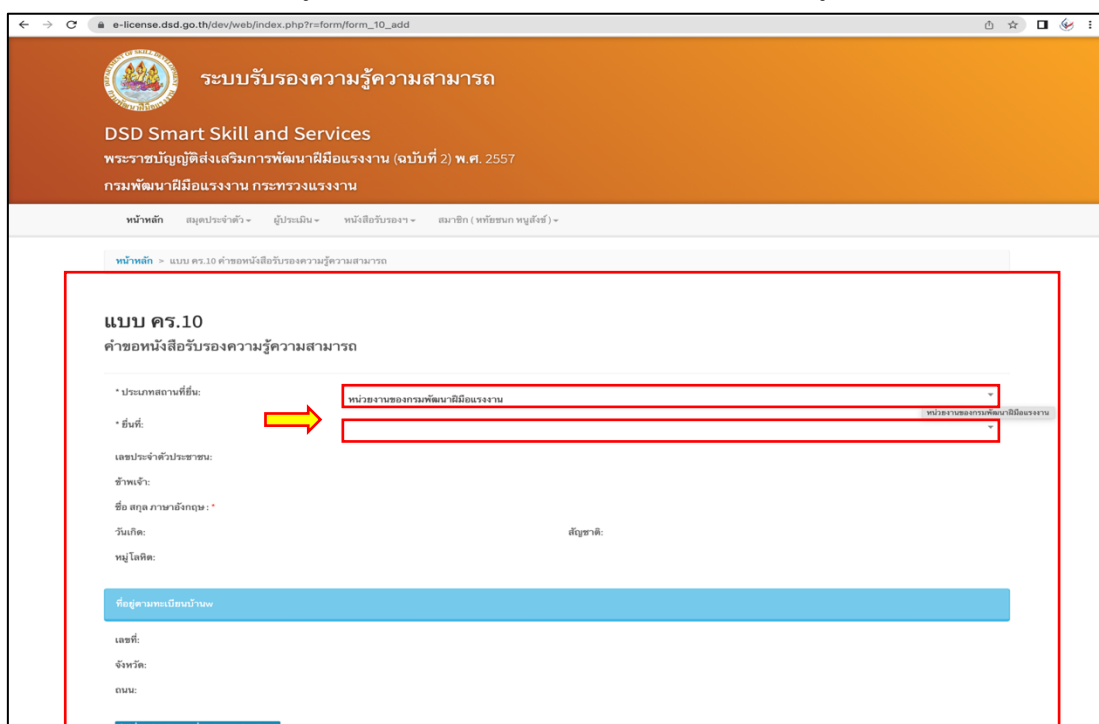 e-license.dsd.go.th/dev/web/index.php?r=form/form_10_add
ระบบรับรองความรู้ความสามารถ
DSD Smart Skill and Services
พระราชบัญญัติส่งเสริมการพัฒนาฝีมือแรงงาน (ฉบับที่ 2) พ.ศ. 2557
กรมพัฒนาฝีมือแรงงาน กระทรวงแรงงาน
หน้าหลัก สมุดประจำตัว ผู้ประเมิน หนังสือรับรองฯ สมาชิก ( หทัยชนก หนูสังข์ )
หน้าหลัก > แบบ คร.10 คำขอหนังสือรับรองความรู้ความสามารถ
แบบ คร.10
คำขอหนังสือรับรองความรู้ความสามารถ
* ประเภทสถานที่ยื่น: หน่วยงานของกรมพัฒนาฝีมือแรงงาน
หน่วยงานของกรมพัฒนาฝีมือแรงงาน
* ยื่นที่:
เลขประจำตัวประชาชน:
ข้าพเจ้า:
ชื่อ สกุล ภาษาอังกฤษ : *
วันเกิด: สัญชาติ:
หมู่โลหิต:
ที่อยู่ตามทะเบียนบ้านw
เลขที่:
จังหวัด:
ถนน: